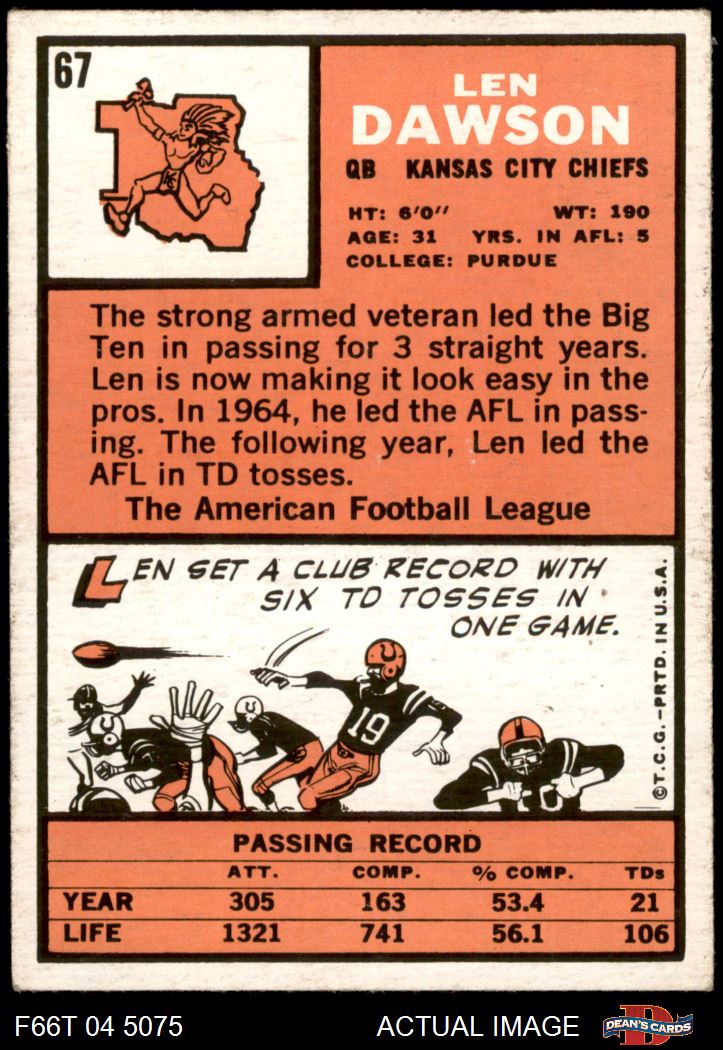 67
LEN
DAWSON
QB KANSAS CITY CHIEFS
HT: 6'0" WT: 190
AGE: 31 YRS. IN AFL: 5
COLLEGE: PURDUE
The strong armed veteran led the Big
Ten in passing for 3 straight years.
Len is now making it look easy in the
pros. In 1964, he led the AFL in pass-
ing. The following year, Len led the
AFL in TD tosses.
The American Football League
LEN SET A CLUB RECORD WITH
SIX TD TOSSES IN
ONE GAME.
19
©T.C.G.—PRTD. IN U.S.A.
PASSING RECORD
ATT. COMP. % COMP. TDs
YEAR 305 163 53.4 21
LIFE 1321 741 56.1 106
F66T 04 5075 ACTUAL IMAGE
D
DEAN'S CARDS